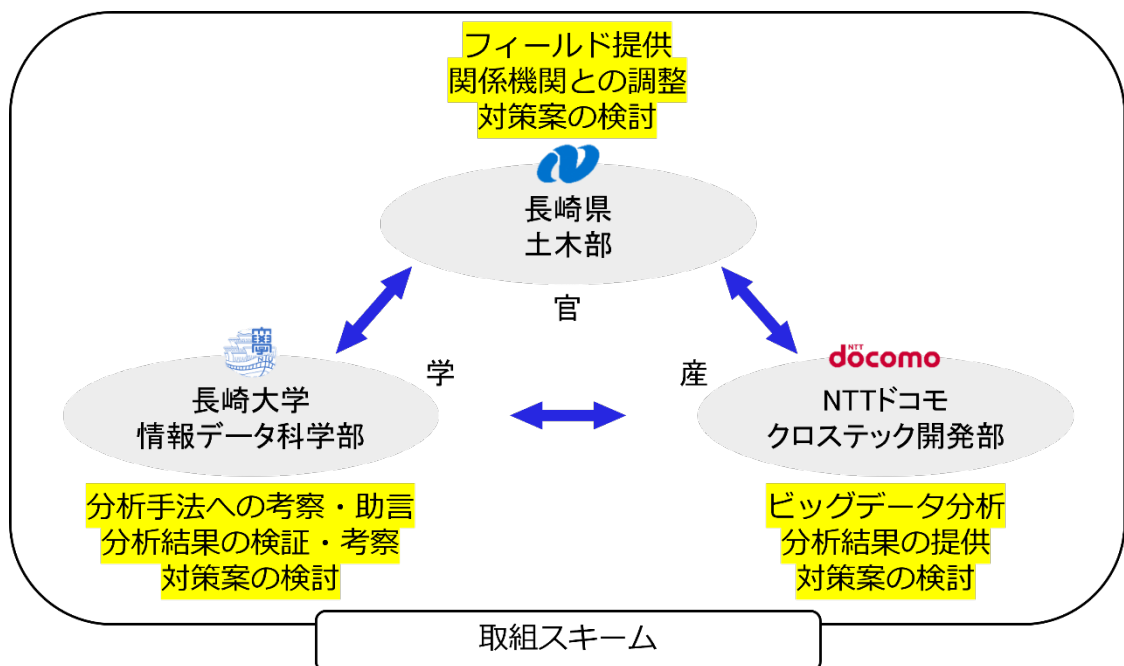 フィールド提供
関係機関との調整
対策案の検討
長崎県
土木部
官
学
産
NTT
döcomo
長崎大学
情報データ科学部
NTTドコモ
クロステック開発部
分析手法への考察・助言
分析結果の検証・考察
対策案の検討
ビッグデータ分析
分析結果の提供
対策案の検討
取組スキーム